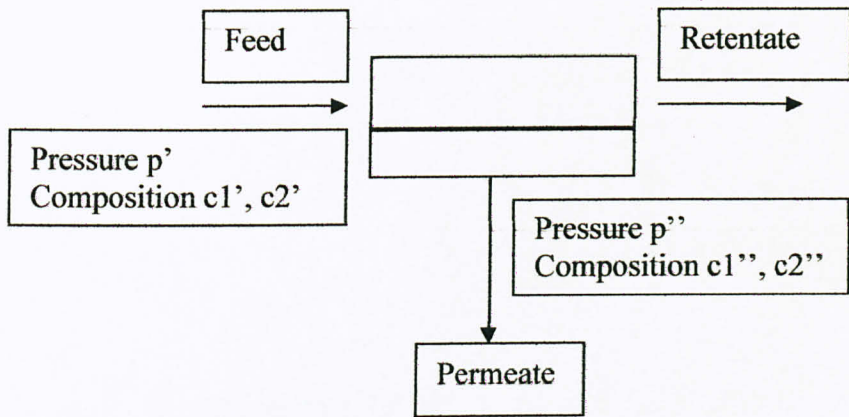 Feed
Retentate
Pressure p’
Composition c1’, c2’
Pressure p’’
Composition c1’’, c2’’
Permeate